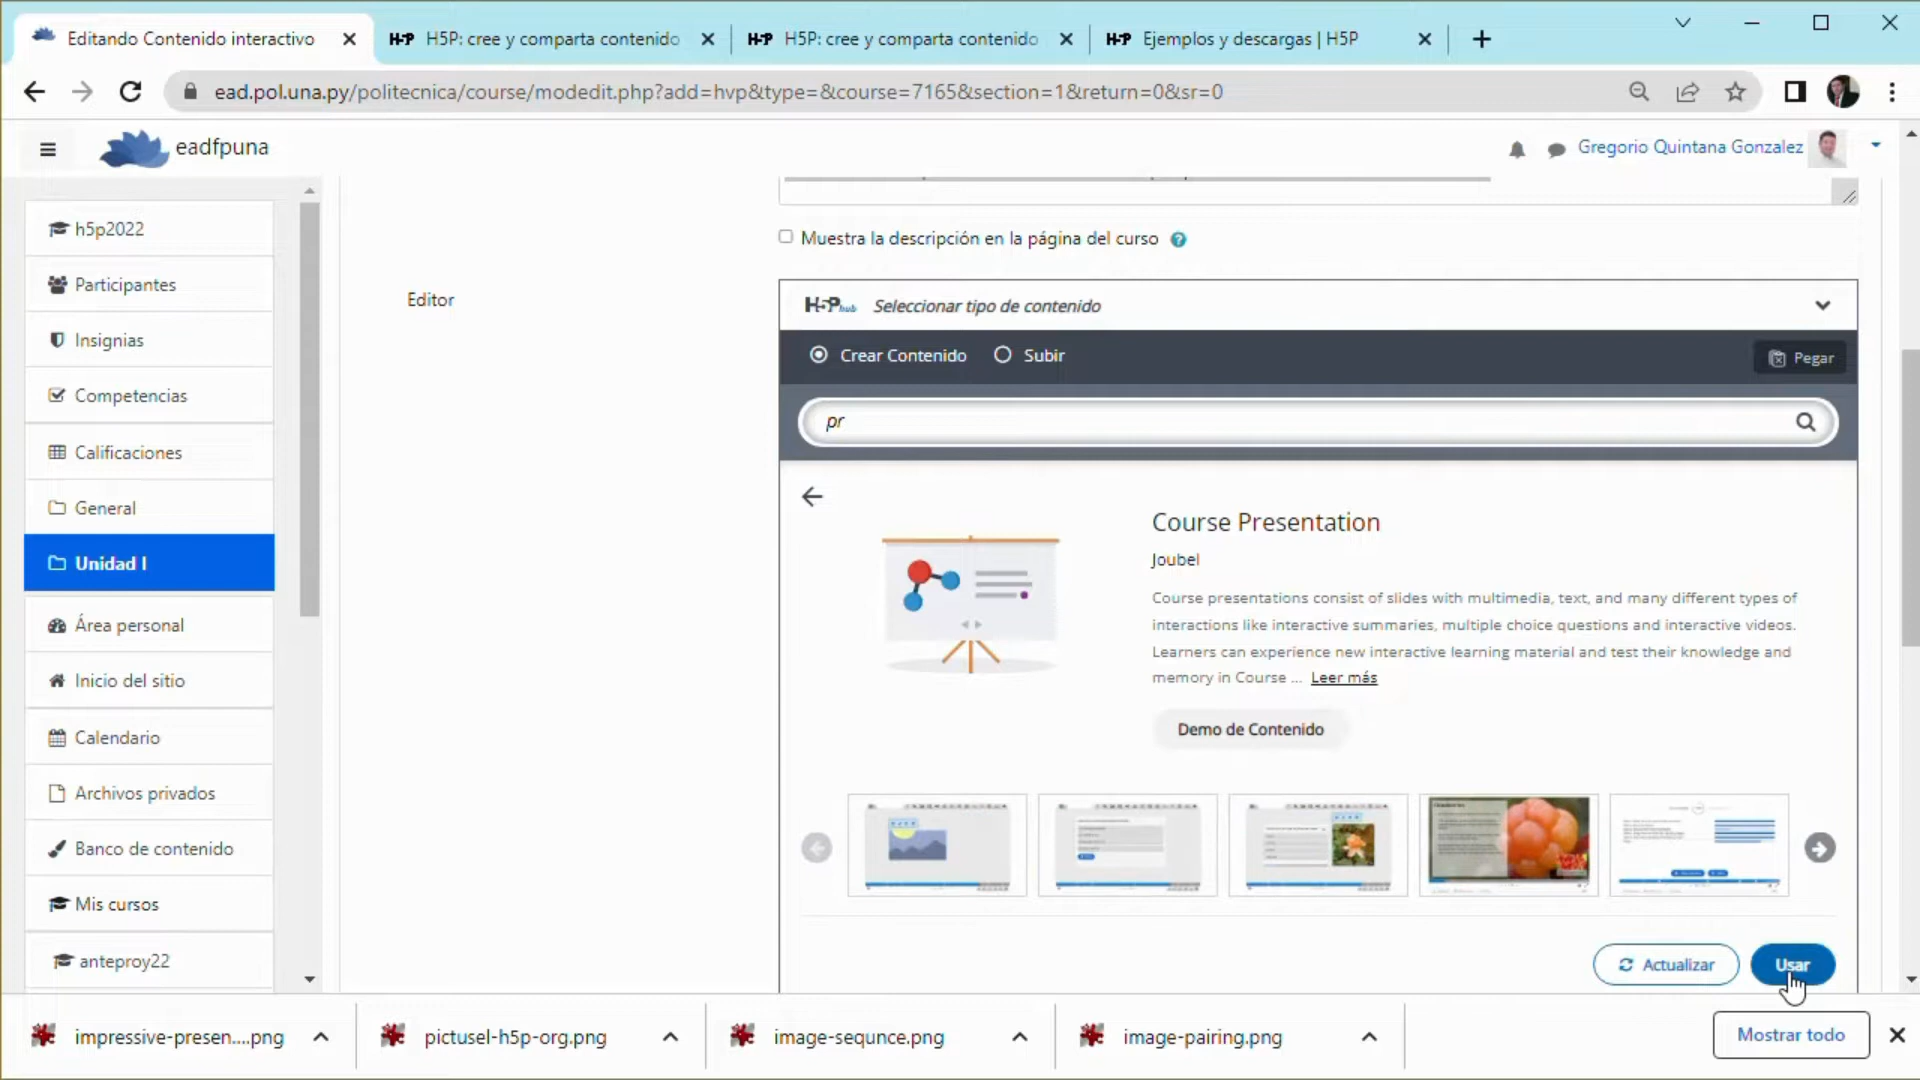 Editando Contenido interactivo
H5P: cree y comparta contenido
H5P: cree y comparta contenido
Ejemplos y descargas | H5P
ead.pol.una.py/politecnica/course/modedit.php?add=hvp&type=&course=7165&section=1&return=0&sr=0
eadfpuna
Gregorio Quintana Gonzalez
h5p2022
Participantes
Insignias
Competencias
Calificaciones
General
Unidad I
Área personal
Inicio del sitio
Calendario
Archivos privados
Banco de contenido
Mis cursos
anteproy22
Muestra la descripción en la página del curso
Editor
H5P hub Seleccionar tipo de contenido
Crear Contenido Subir Pegar
pr
Course Presentation
Joubel
Course presentations consist of slides with multimedia, text, and many different types of
interactions like interactive summaries, multiple choice questions and interactive videos.
Learners can experience new interactive learning material and test their knowledge and
memory in Course ... Leer más
Demo de Contenido
Actualizar Usar
impressive-presen....png
pictusel-h5p-org.png
image-sequnce.png
image-pairing.png
Mostrar todo